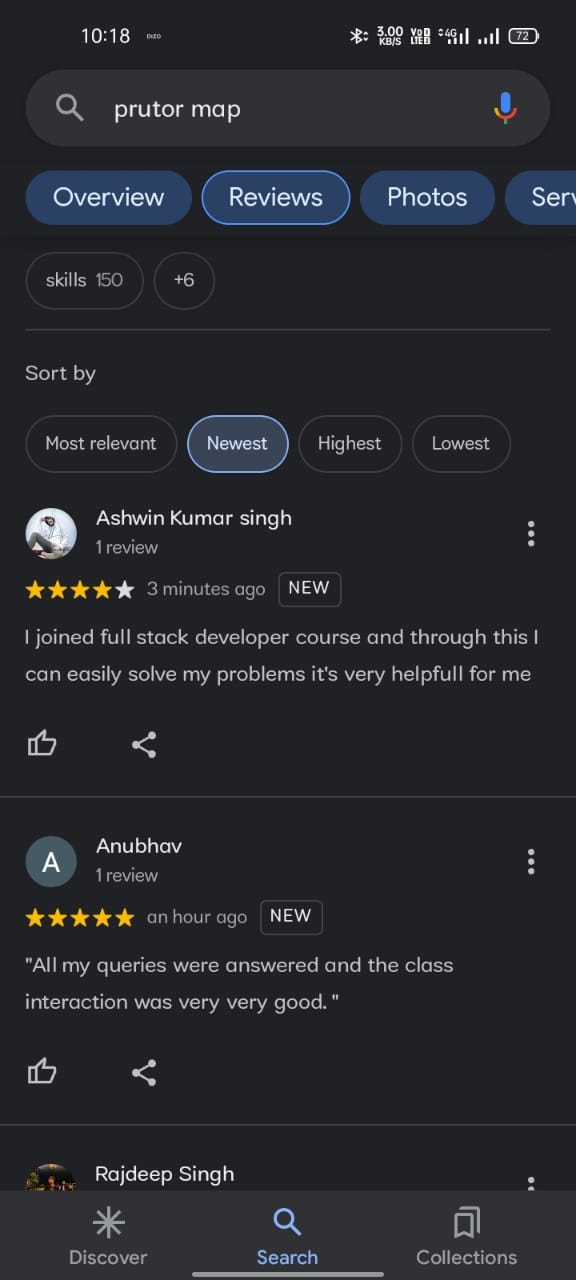 10:18 DIZO 3.00 KB/S VoD LTED 4G 72
prutor map
Overview Reviews Photos Serv
skills 150 +6
Sort by
Most relevant Newest Highest Lowest
Ashwin Kumar singh
1 review
3 minutes ago NEW
I joined full stack developer course and through this I
can easily solve my problems it's very helpfull for me
Anubhav
1 review
A
an hour ago NEW
"All my queries were answered and the class
interaction was very very good. "
Rajdeep Singh
Discover Search Collections